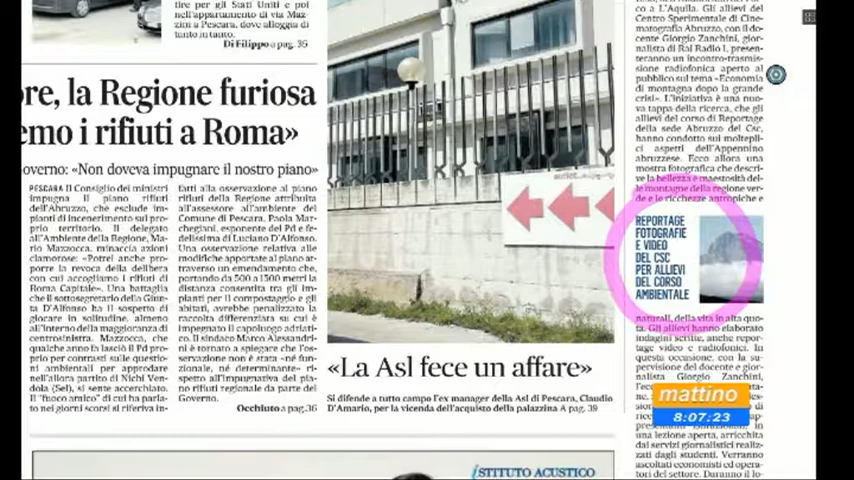 tire per gli Stati Uniti e poi
nell'appartamento di via Maz-
zini a Pescara, dove alloggia di
tanto in tanto.
Di Filippo a pag. 35
ore, la Regione furiosa
emo i rifiuti a Roma»
overno: «Non doveva impugnare il nostro piano»
PESCARA Il Consiglio dei ministri
impugna il piano rifiuti
dell'Abruzzo, che esclude im-
pianti di incenerimento sul pro-
prio territorio. Il delegato
all'Ambiente della Regione, Ma-
rio Mazzocca, minaccia azioni
clamorose: «Potrei anche pro-
porre la revoca della delibera
con cui accogliamo i rifiuti di
Roma Capitale». Una battaglia
che il sottosegretario della Giun-
ta D'Alfonso ha il sospetto di
giocare in solitudine, almeno
all'interno della maggioranza di
centrosinistra. Mazzocca, che
qualche anno fa lasciò il Pd pro-
prio per contrasti sulle questio-
ni ambientali per approdare
nell'allora partito di Nichi Ven-
dola (Sel), si sente accerchiato.
Il "fuoco amico" di cui ha parla-
to nei giorni scorsi si riferiva in-
fatti alla osservazione al piano
rifiuti della Regione attribuita
all'assessore all'ambiente del
Comune di Pescara, Paola Mar-
chegiani, esponente del Pd e fe-
delissima di Luciano D'Alfonso.
Una osservazione relativa alle
modifiche apportate al piano at-
traverso un emendamento che,
portando da 500 a 1500 metri la
distanza consentita tra gli im-
pianti per il compostaggio e gli
abitati, avrebbe penalizzato la
raccolta differenziata su cui si
è impegnato il capoluogo adriati-
co. Il sindaco Marco Alessandri-
ni è tornato a spiegare che l'os-
servazione non è stata «né fun-
zionale, né determinante» ri-
spetto all'impugnativa del pia-
no rifiuti regionale da parte del
Governo.
Occhiuto a pag. 36
«La Asl fece un affare»
Si difende a tutto campo l'ex manager della Asl di Pescara, Claudio
D'Amario, per la vicenda dell'acquisto della palazzina A pag. 39
ISTITUTO ACUSTICO
co a L'Aquila. Gli allievi del
Centro Sperimentale di Cine-
matografia Abruzzo, con il do-
cente Giorgio Zanchini, gior-
nalista di Rai Radio 1, presen-
teranno un incontro-trasmis-
sione radiofonica aperto al
pubblico sul tema «Economia
di montagna dopo la grande
crisi». L'iniziativa è una nuo-
va tappa della ricerca, che gli
allievi del corso di Reportage
della sede Abruzzo del Csc,
hanno condotto sui moltepli-
ci aspetti dell'Appennino
abruzzese. Ecco allora una
mostra fotografica che descri-
ve la bellezza e maestosità del-
le montagne della regione ver-
de e le ricchezze antropiche e
REPORTAGE
FOTOGRAFIE
E VIDEO
DEL CSC
PER ALLIEVI
DEL CORSO
AMBIENTALE
naturali, della vita in alta quo-
ta. Gli allievi hanno elaborato
indagini scritte, anche repor-
tage video e radiofonici. In
questa occasione, con la su-
pervisione del docente e gior-
nalista Giorgio Zanchini,
mattino
8:07:23
in una lezione aperta, arricchita
dai servizi giornalistici realiz-
zati dagli studenti. Verranno
ascoltati economisti ed opera-
tori del settore. Daranno il lo-